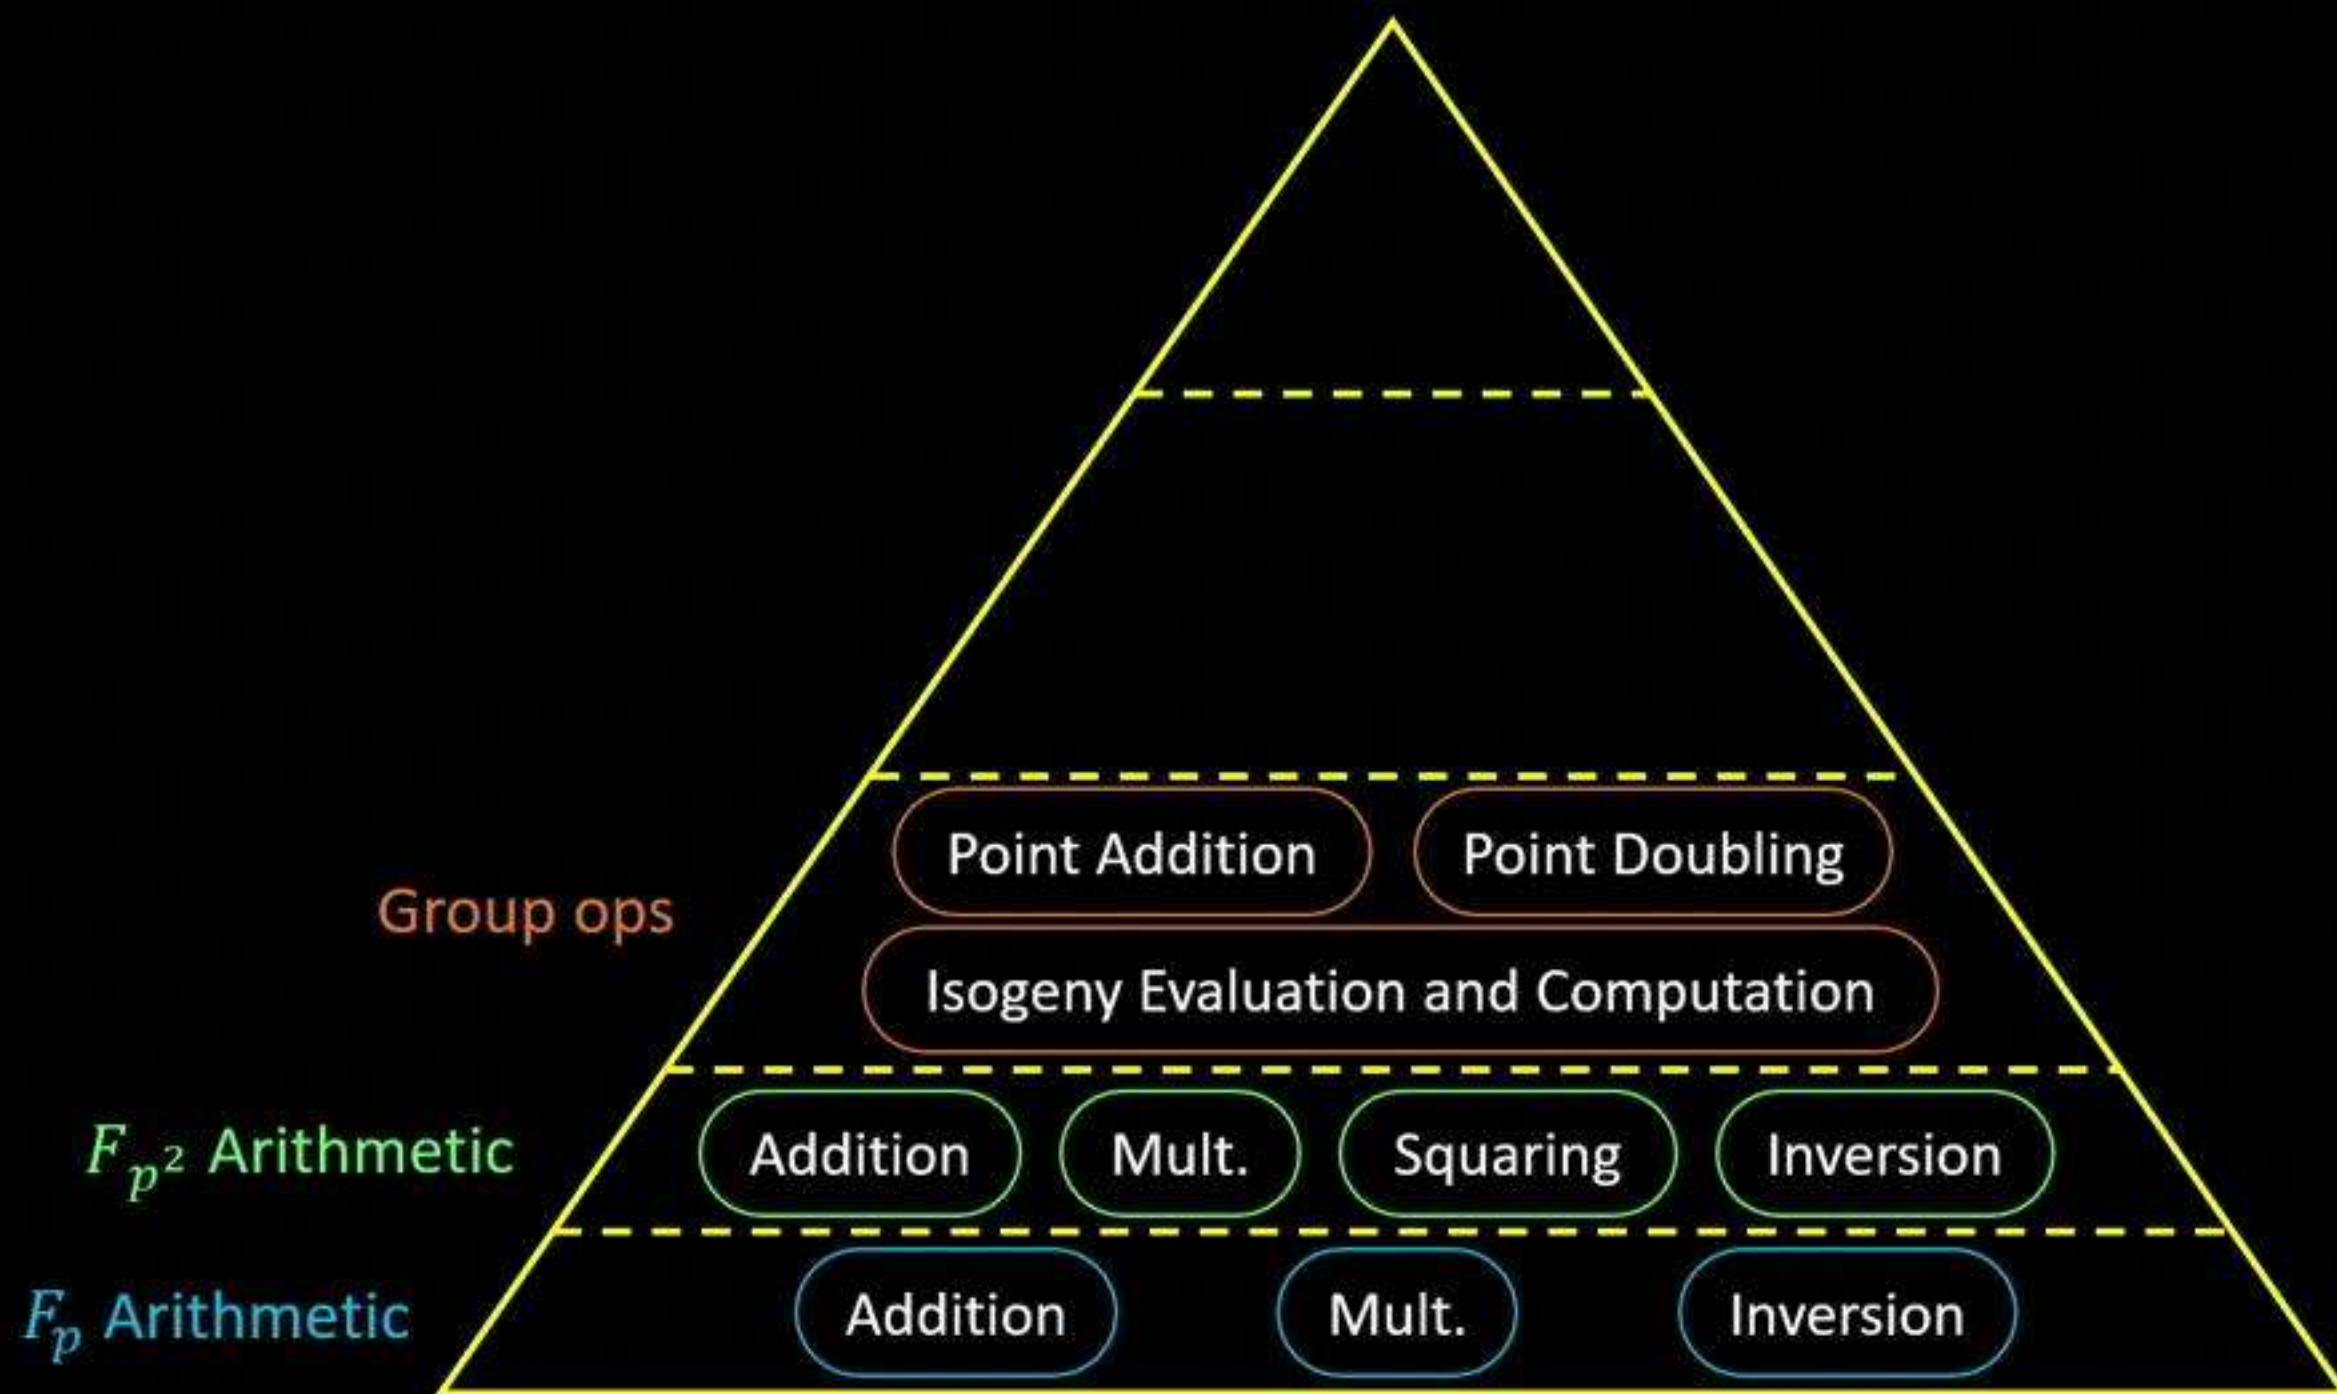 Point Addition Point Doubling
Group ops
Isogeny Evaluation and Computation
F_{p^2} Arithmetic Addition Mult. Squaring Inversion
F_p Arithmetic Addition Mult. Inversion